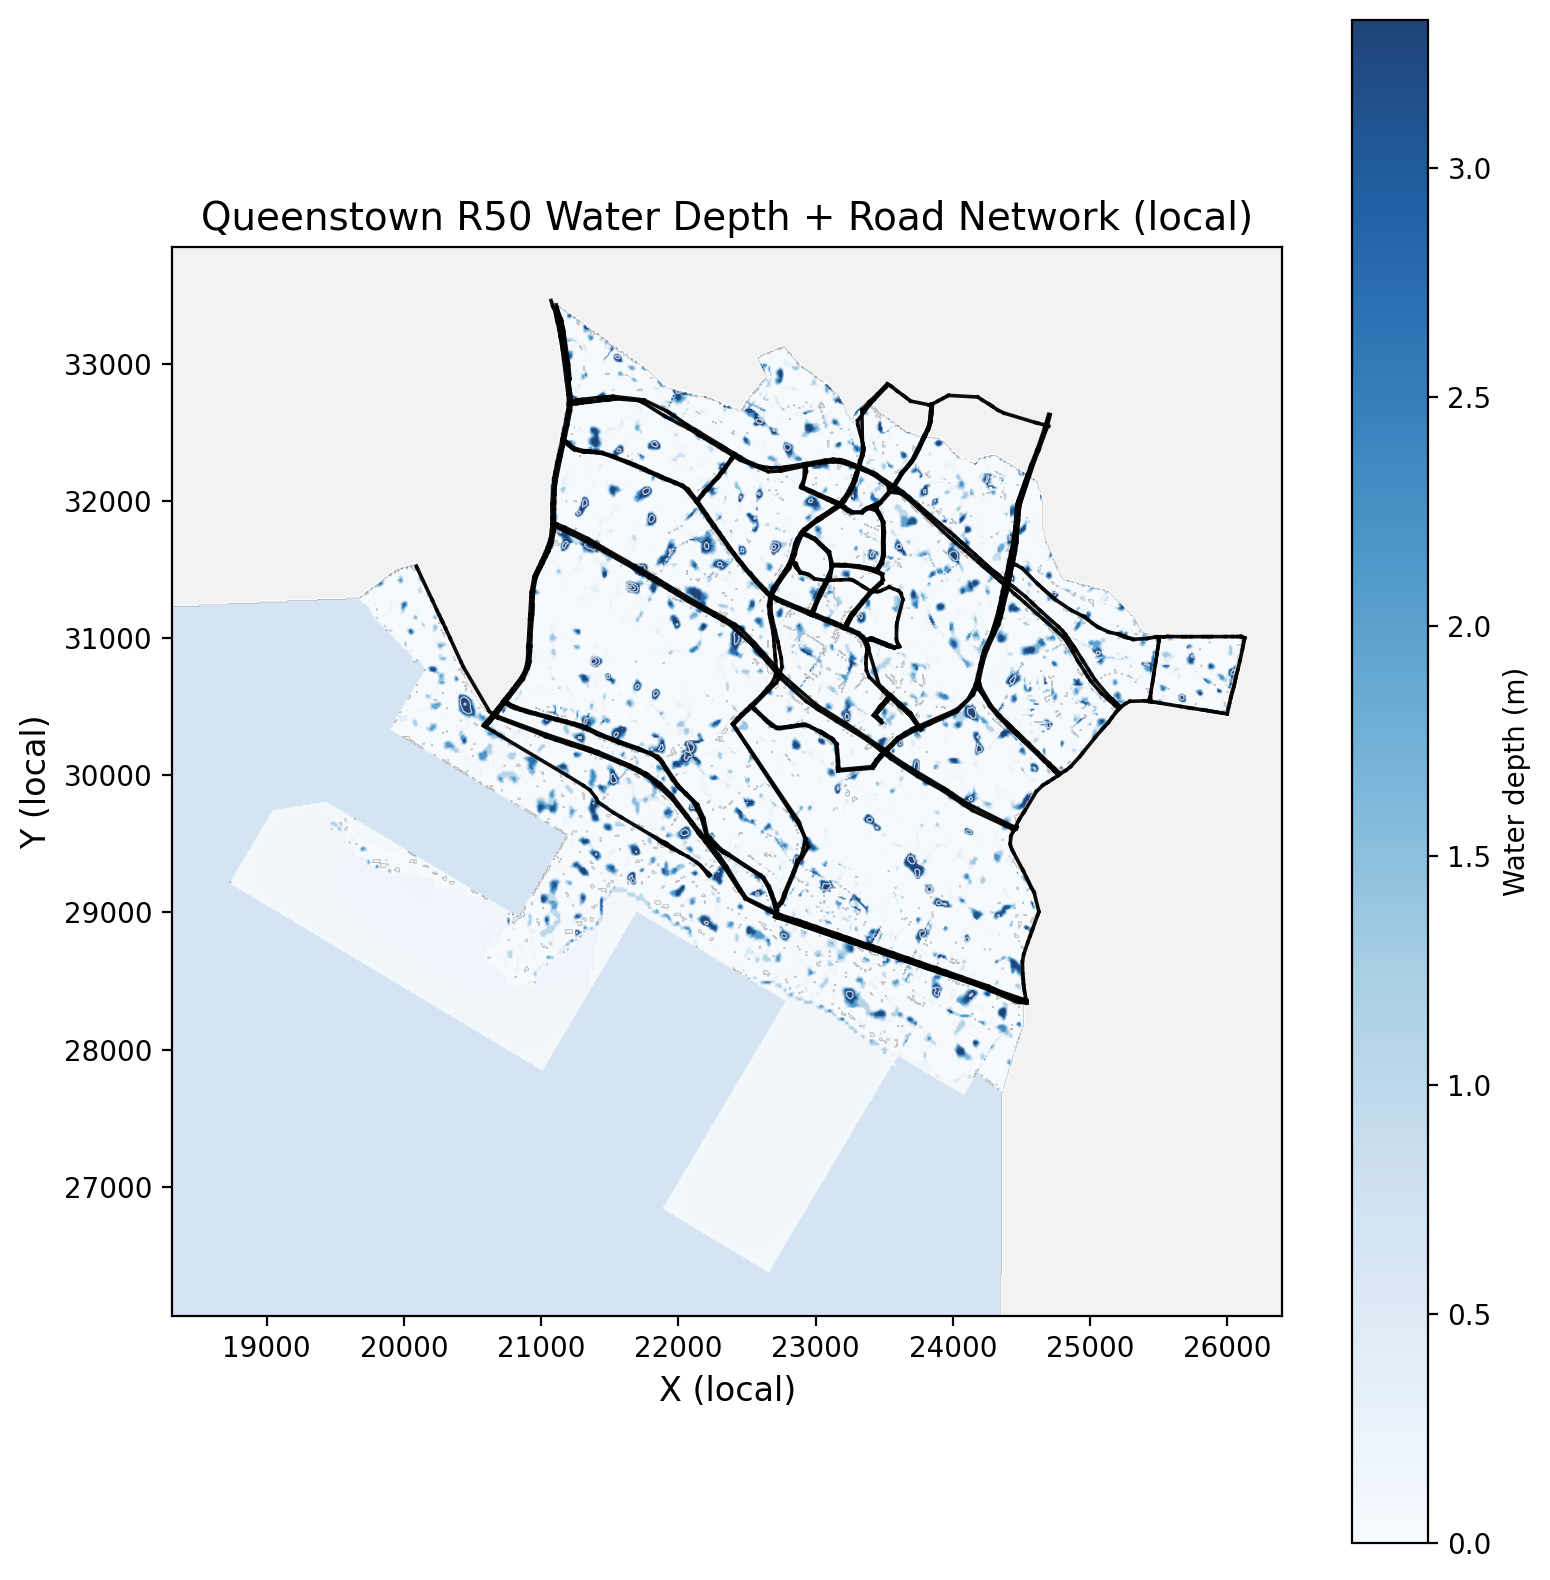 Queenstown R50 Water Depth + Road Network (local)
33000
32000
31000
30000
29000
28000
27000
Y (local)
19000 20000 21000 22000 23000 24000 25000 26000
X (local)
3.0
2.5
2.0
1.5
1.0
0.5
0.0
Water depth (m)